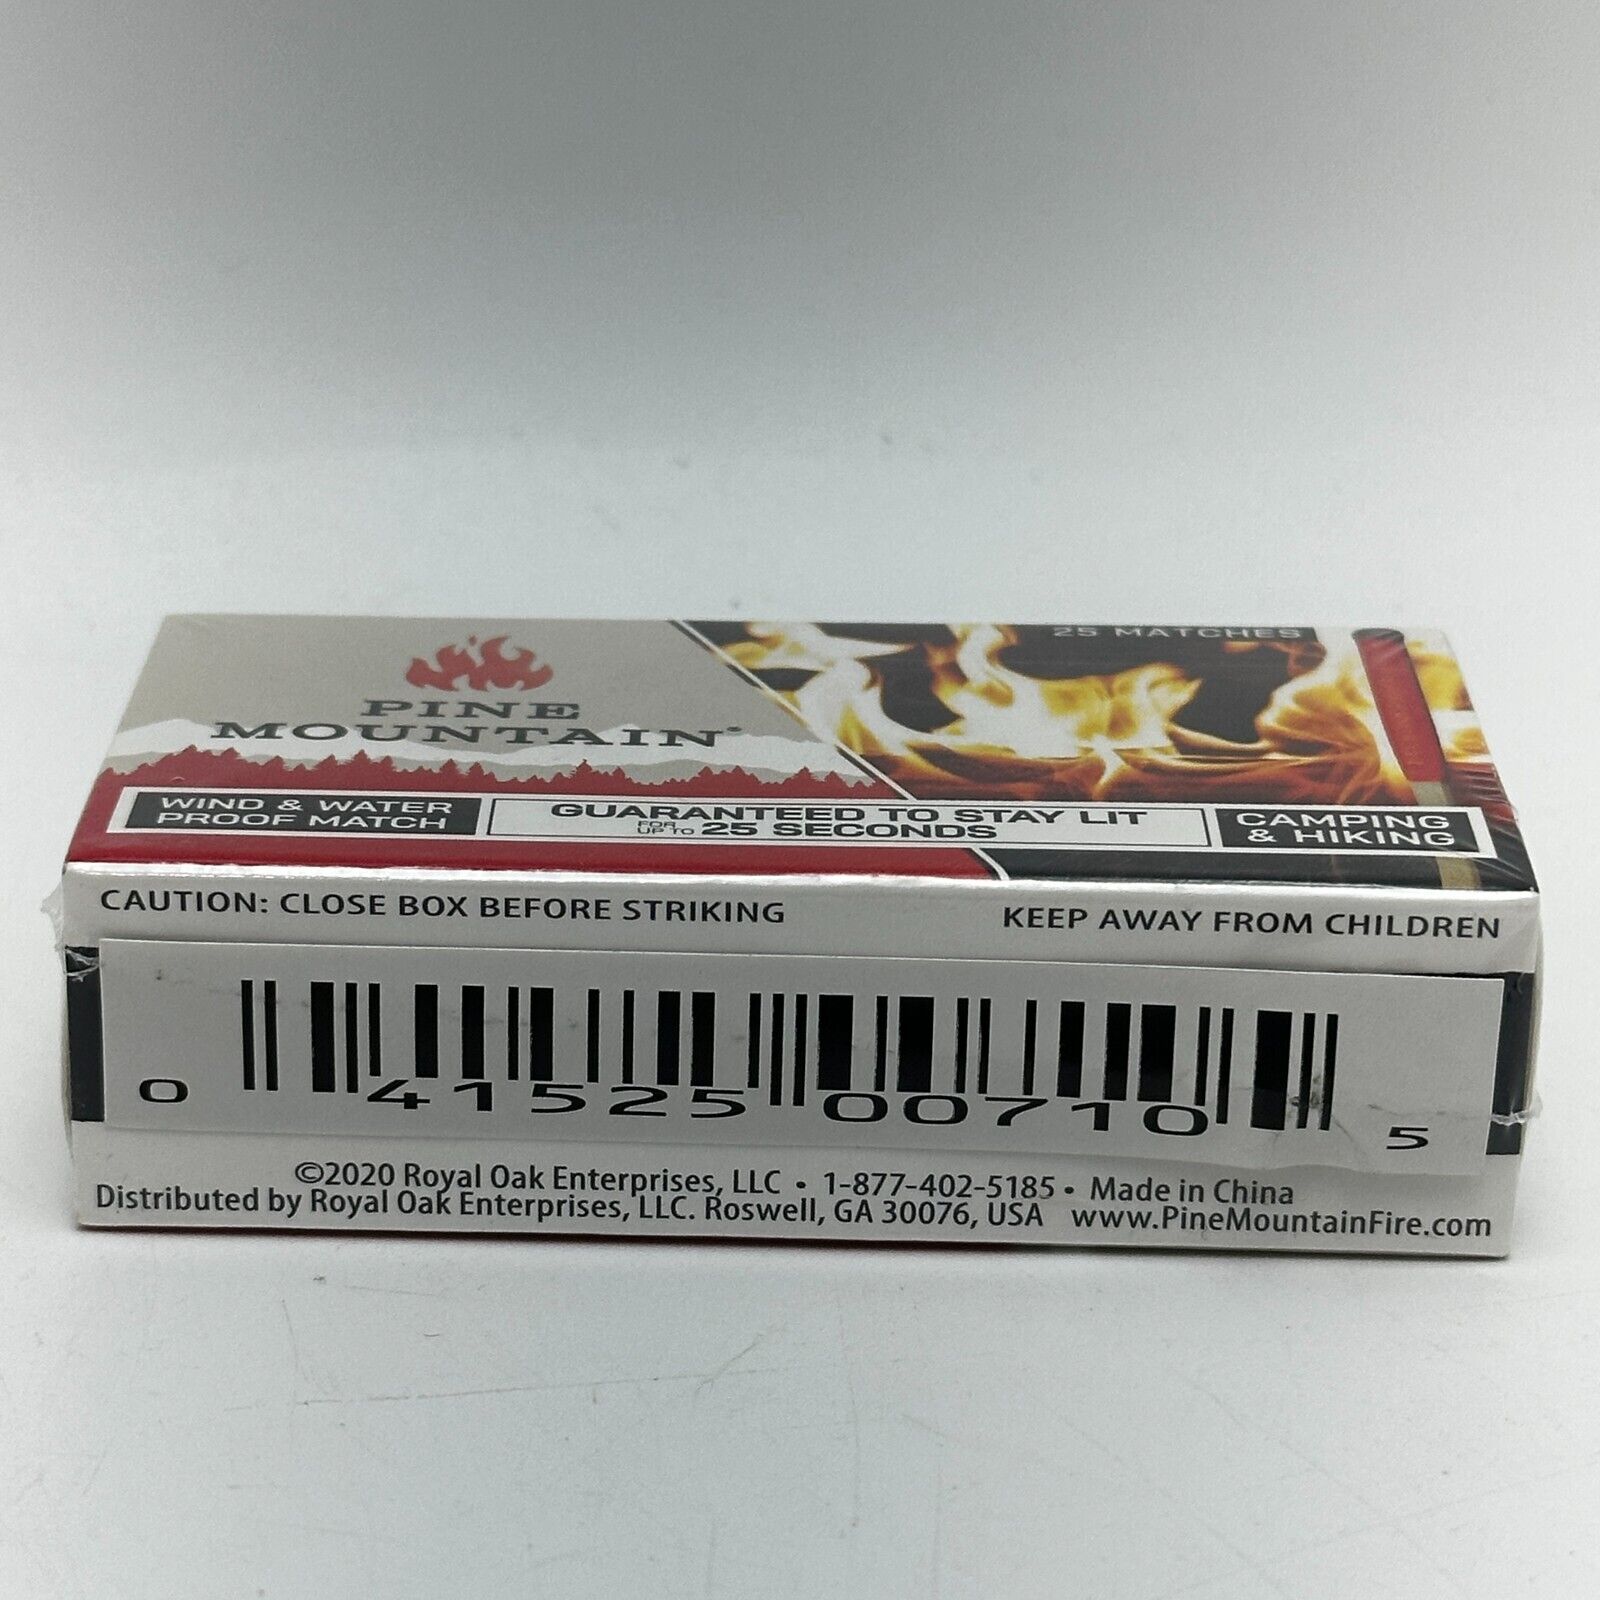 25 MATCHES
PINE
MOUNTAIN®
WIND & WATER
PROOF MATCH
GUARANTEED TO STAY LIT
FOR UP TO 25 SECONDS
CAMPING
& HIKING
CAUTION: CLOSE BOX BEFORE STRIKING
KEEP AWAY FROM CHILDREN
0 41525 00710 5
©2020 Royal Oak Enterprises, LLC • 1-877-402-5185 • Made in China
Distributed by Royal Oak Enterprises, LLC. Roswell, GA 30076, USA www.PineMountainFire.com